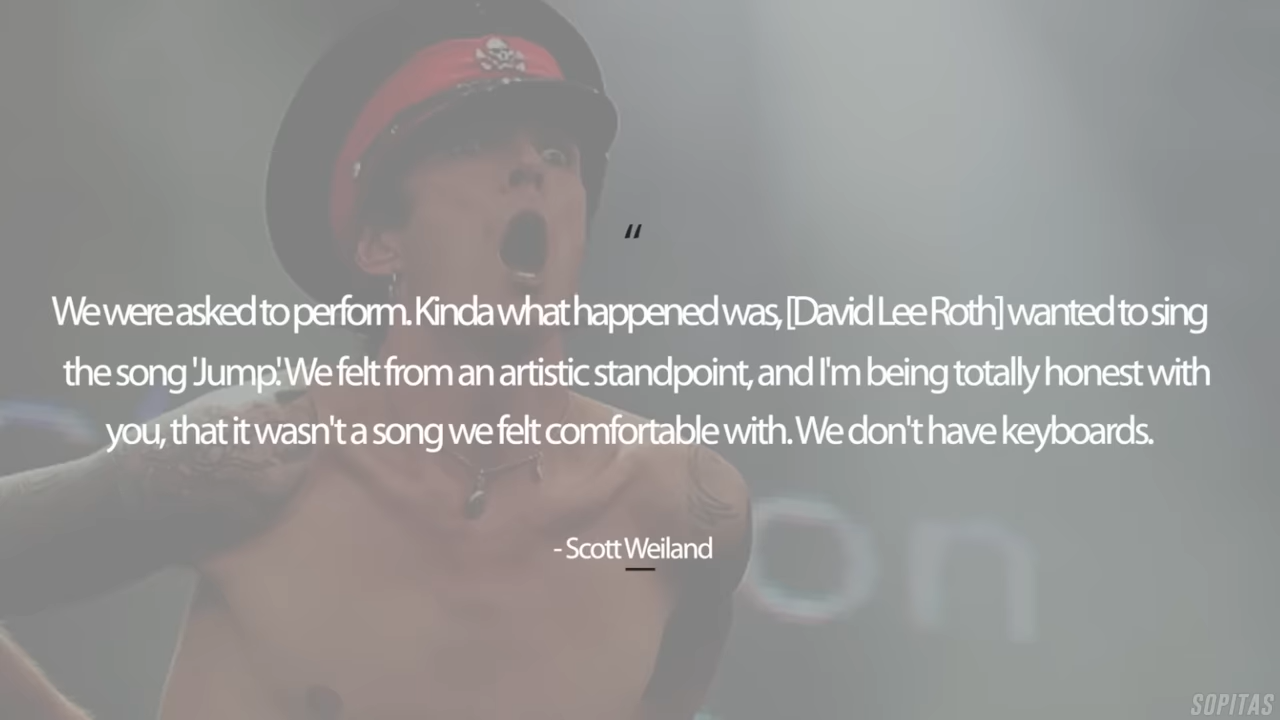 “
We were asked to perform. Kinda what happened was, [David Lee Roth] wanted to sing
the song 'Jump.' We felt from an artistic standpoint, and I'm being totally honest with
you, that it wasn't a song we felt comfortable with. We don't have keyboards.
- Scott Weiland
on
SOPITAS